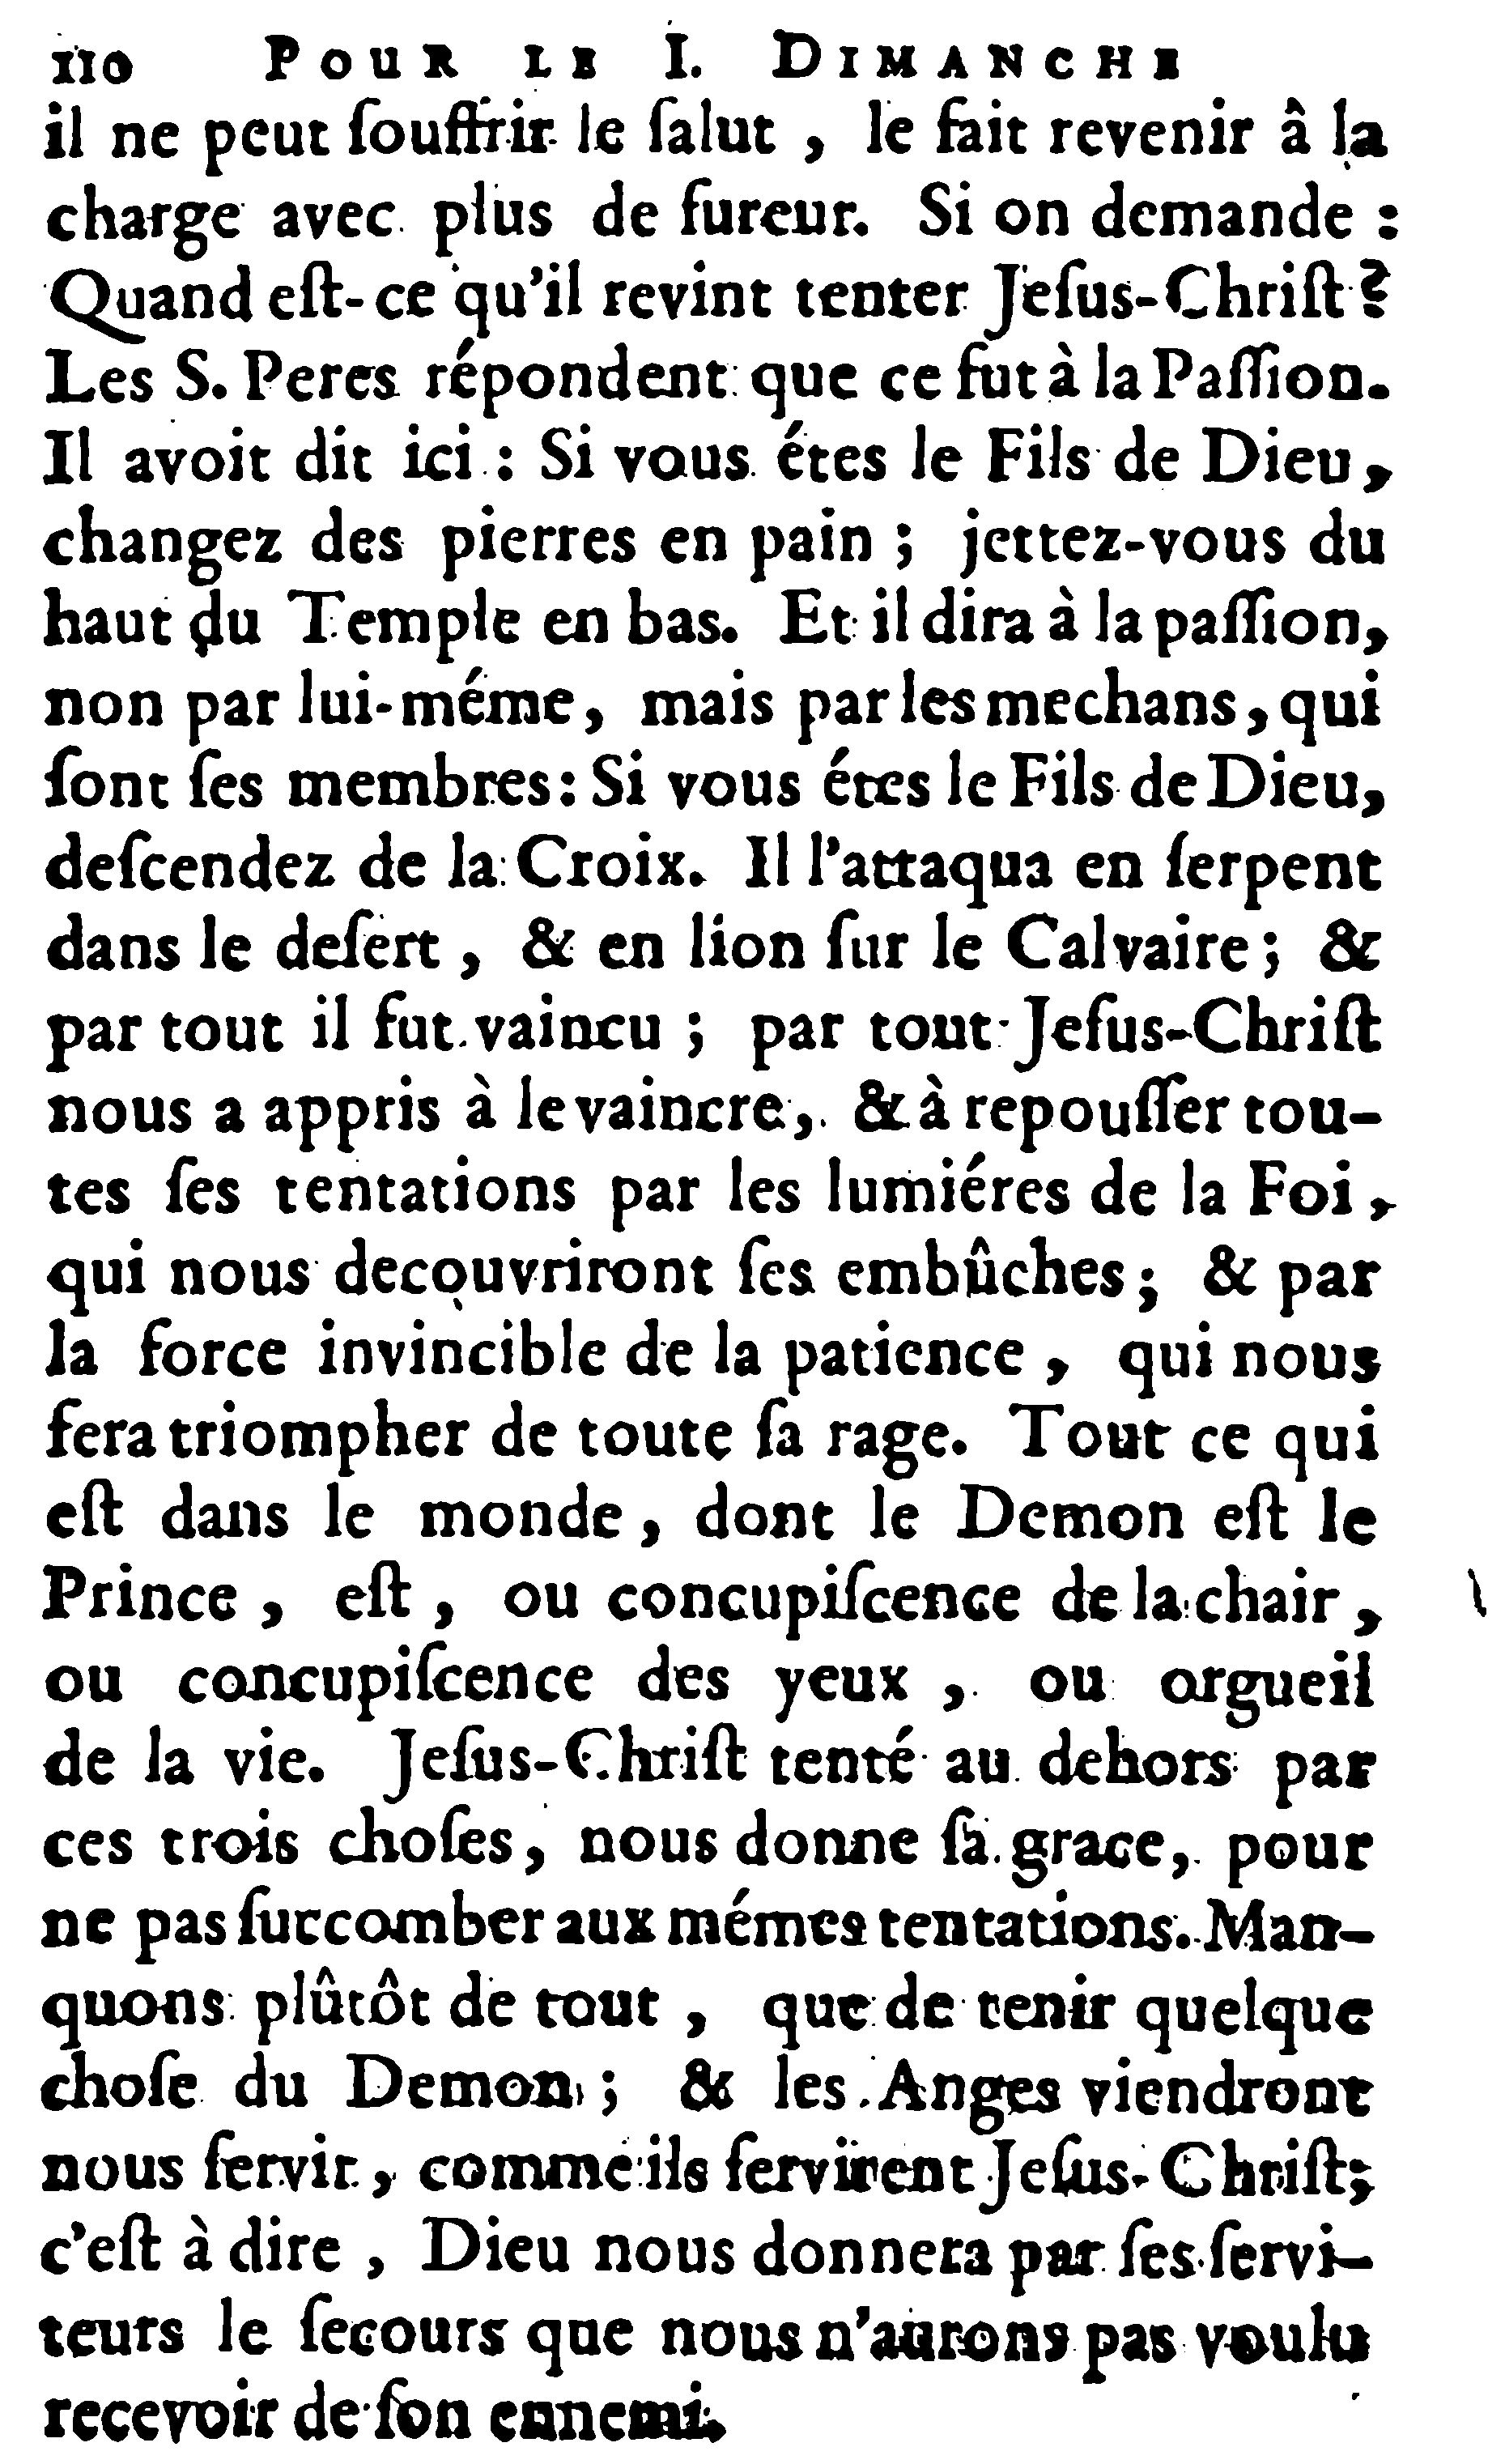 110 POUR LE I. DIMANCHE
il ne peut ſouffrir le ſalut , le fait revenir â la
charge avec plus de fureur. Si on demande :
Quand eſt-ce qu'il revint tenter Jeſus-Chriſt ?
Les S. Peres répondent que ce fut à la Paſſion.
Il avoit dit ici : Si vous étes le Fils de Dieu,
changez des pierres en pain ; jettez-vous du
haut du Temple en bas. Et il dira à la paſſion,
non par lui-méme, mais par les mechans, qui
ſont ſes membres : Si vous étes le Fils de Dieu,
deſcendez de la Croix. Il l'attaqua en ſerpent
dans le deſert , & en lion ſur le Calvaire ; &
par tout il fut vaincu ; par tout Jeſus-Chriſt
nous a appris à le vaincre, & à repouſſer tou-
tes ſes tentations par les lumiéres de la Foi ,
qui nous decouvriront ſes embûches ; & par
la force invincible de la patience , qui nous
fera triompher de toute ſa rage. Tout ce qui
eſt dans le monde , dont le Demon eſt le
Prince , eſt , ou concupiſcence de la chair ,
ou concupiſcence des yeux , ou orgueil
de la vie. Jeſus-Chriſt tenté au dehors par
ces trois choſes, nous donne ſa grace, pour
ne pas ſuccomber aux mémes tentations. Man-
quons plûtôt de tout , que de tenir quelque
choſe du Demon ; & les Anges viendront
nous ſervir , comme ils ſervirent Jeſus-Chriſt;
c'eſt à dire , Dieu nous donnera par ſes ſervi-
teurs le ſecours que nous n'aurons pas voulu
recevoir de ſon ennemi.